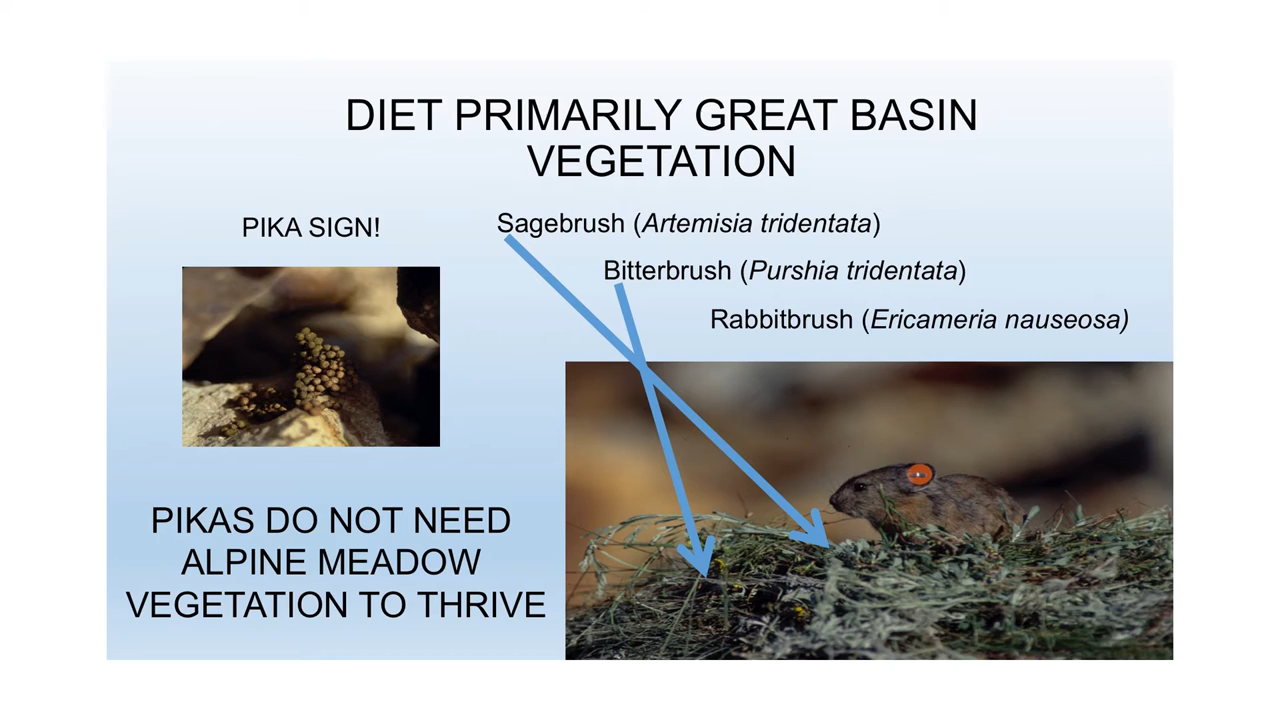 DIET PRIMARILY GREAT BASIN
VEGETATION
PIKA SIGN!
Sagebrush (Artemisia tridentata)
Bitterbrush (Purshia tridentata)
Rabbitbrush (Ericameria nauseosa)
PIKAS DO NOT NEED
ALPINE MEADOW
VEGETATION TO THRIVE